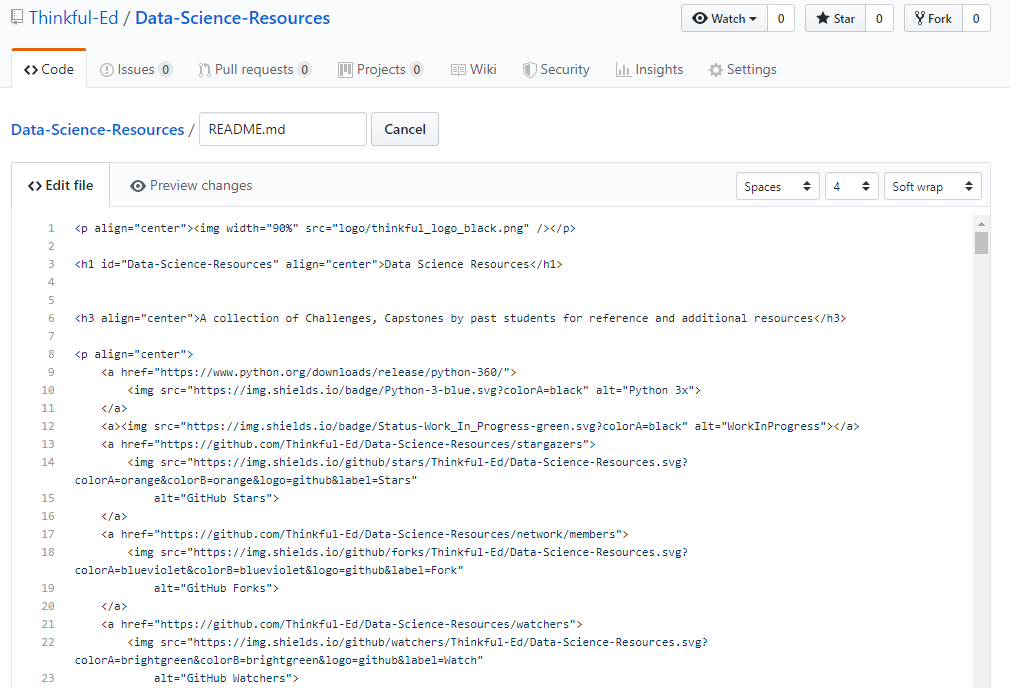 Thinkful-Ed / Data-Science-Resources
Watch 0 Star 0 Fork 0
Code Issues 0 Pull requests 0 Projects 0 Wiki Security Insights Settings
Data-Science-Resources / README.md Cancel
Edit file Preview changes Spaces 4 Soft wrap
1 <p align="center"><img width="90%" src="logo/thinkful_logo_black.png" /></p>
2
3 <h1 id="Data-Science-Resources" align="center">Data Science Resources</h1>
4
5
6 <h3 align="center">A collection of Challenges, Capstones by past students for reference and additional resources</h3>
7
8 <p align="center">
9 <a href="https://www.python.org/downloads/release/python-360/">
10 <img src="https://img.shields.io/badge/Python-3-blue.svg?colorA=black" alt="Python 3x">
11 </a>
12 <a><img src="https://img.shields.io/badge/Status-Work_In_Progress-green.svg?colorA=black" alt="WorkInProgress"></a>
13 <a href="https://github.com/Thinkful-Ed/Data-Science-Resources/stargazers">
14 <img src="https://img.shields.io/github/stars/Thinkful-Ed/Data-Science-Resources.svg?
colorA=orange&colorB=orange&logo=github&label=Stars"
15 alt="GitHub Stars">
16 </a>
17 <a href="https://github.com/Thinkful-Ed/Data-Science-Resources/network/members">
18 <img src="https://img.shields.io/github/forks/Thinkful-Ed/Data-Science-Resources.svg?
colorA=blueviolet&colorB=blueviolet&logo=github&label=Fork"
19 alt="GitHub Forks">
20 </a>
21 <a href="https://github.com/Thinkful-Ed/Data-Science-Resources/watchers">
22 <img src="https://img.shields.io/github/watchers/Thinkful-Ed/Data-Science-Resources.svg?
colorA=brightgreen&colorB=brightgreen&logo=github&label=Watch"
23 alt="GitHub Watchers">